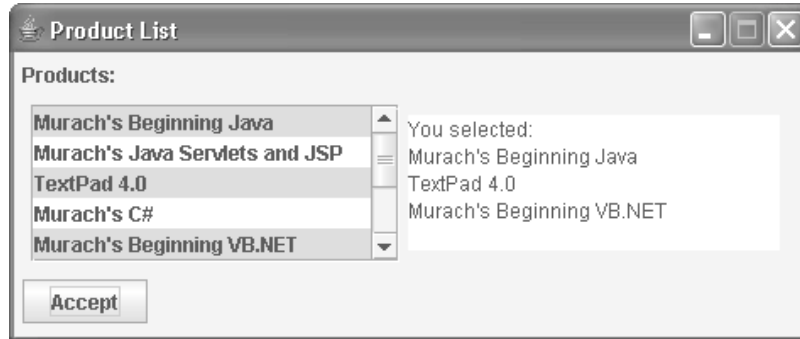 Product List
Products:
Murach's Beginning Java
Murach's Java Servlets and JSP
TextPad 4.0
Murach's C#
Murach's Beginning VB.NET
You selected:
Murach's Beginning Java
TextPad 4.0
Murach's Beginning VB.NET
Accept